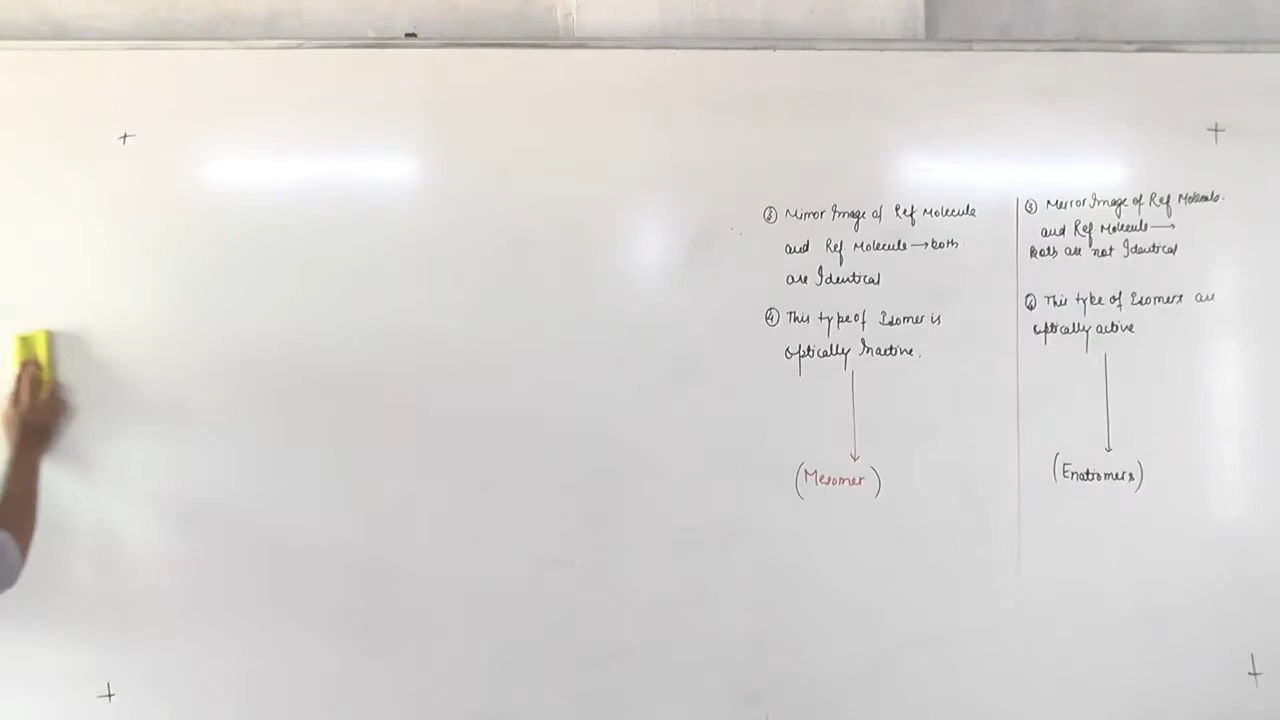 ③ Mirror Image of Ref Molecule
and Ref Molecule → both
are Identical
④ This type of Isomer is
optically Inactive.
(Mesomer)
③ Merror Image of Ref Molecule.
and Ref Molecule →
Both are not Identical
④ This type of Isomers are
optically active
(Enatiomers)